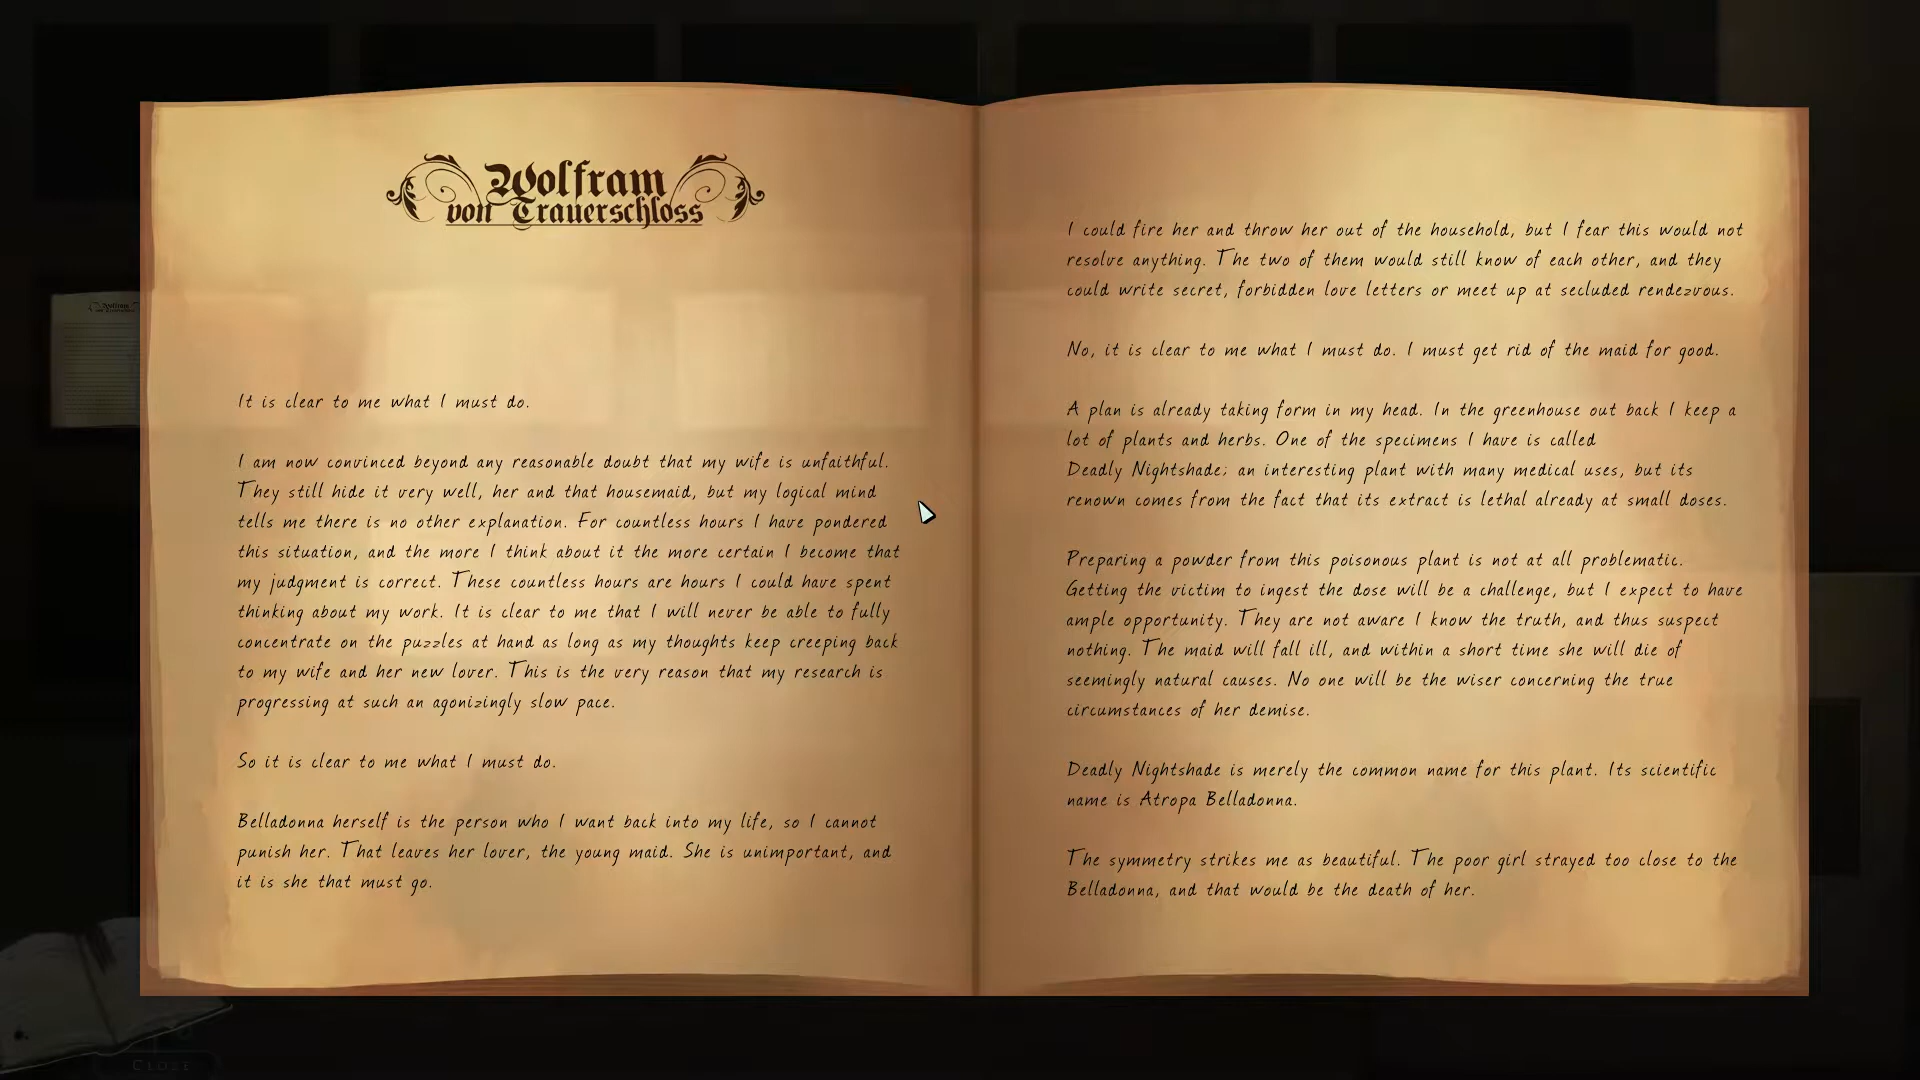 Wolfram
von Trauerschloss
It is clear to me what I must do.
I am now convinced beyond any reasonable doubt that my wife is unfaithful.
They still hide it very well, her and that housemaid, but my logical mind
tells me there is no other explanation. For countless hours I have pondered
this situation, and the more I think about it the more certain I become that
my judgment is correct. These countless hours are hours I could have spent
thinking about my work. It is clear to me that I will never be able to fully
concentrate on the puzzles at hand as long as my thoughts keep creeping back
to my wife and her new lover. This is the very reason that my research is
progressing at such an agonizingly slow pace.
So it is clear to me what I must do.
Belladonna herself is the person who I want back into my life, so I cannot
punish her. That leaves her lover, the young maid. She is unimportant, and
it is she that must go.
I could fire her and throw her out of the household, but I fear this would not
resolve anything. The two of them would still know of each other, and they
could write secret, forbidden love letters or meet up at secluded rendezvous.
No, it is clear to me what I must do. I must get rid of the maid for good.
A plan is already taking form in my head. In the greenhouse out back I keep a
lot of plants and herbs. One of the specimens I have is called
Deadly Nightshade; an interesting plant with many medical uses, but its
renown comes from the fact that its extract is lethal already at small doses.
Preparing a powder from this poisonous plant is not at all problematic.
Getting the victim to ingest the dose will be a challenge, but I expect to have
ample opportunity. They are not aware I know the truth, and thus suspect
nothing. The maid will fall ill, and within a short time she will die of
seemingly natural causes. No one will be the wiser concerning the true
circumstances of her demise.
Deadly Nightshade is merely the common name for this plant. Its scientific
name is Atropa Belladonna.
The symmetry strikes me as beautiful. The poor girl strayed too close to the
Belladonna, and that would be the death of her.
Close